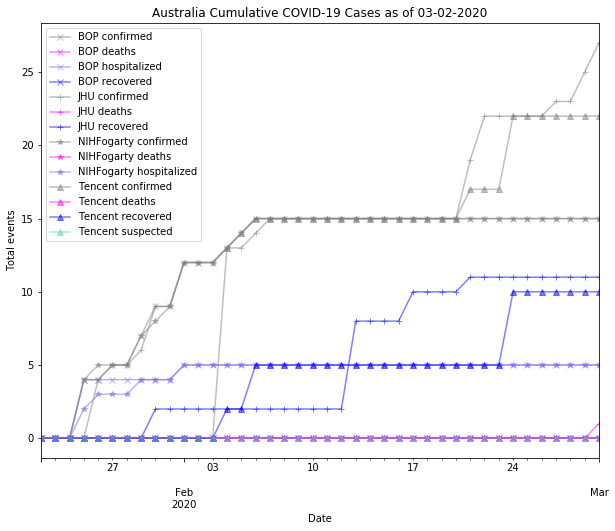 Australia Cumulative COVID-19 Cases as of 03-02-2020
BOP confirmed
BOP deaths
BOP hospitalized
BOP recovered
JHU confirmed
JHU deaths
JHU recovered
NIHFogarty confirmed
NIHFogarty deaths
NIHFogarty hospitalized
Tencent confirmed
Tencent deaths
Tencent recovered
Tencent suspected
Total events
25
20
15
10
5
0
27
03
10
17
24
Feb
2020
Mar
Date